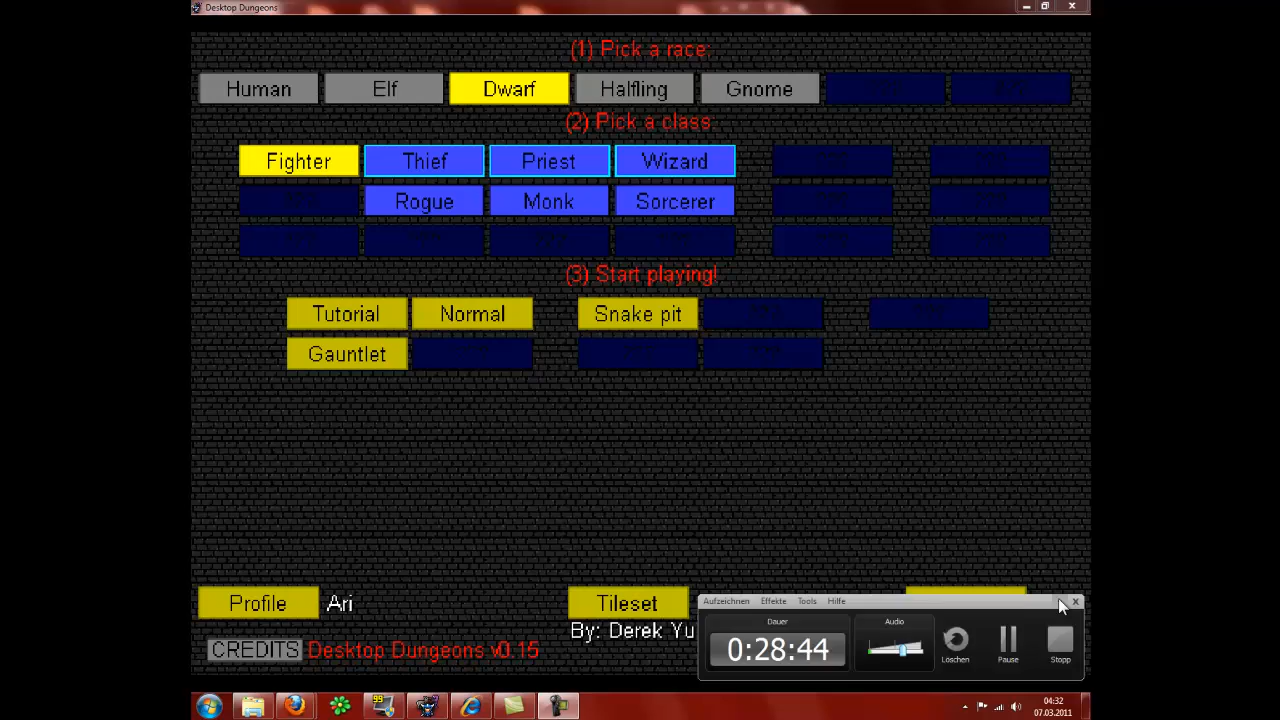 Desktop Dungeons
(1) Pick a race
Human Elf Dwarf Halfling Gnome
(2) Pick a class
Fighter Thief Priest Wizard
Rogue Monk Sorcerer
(3) Start playing!
Tutorial Normal Snake pit
Gauntlet
Profile Ari Tileset
By: Derek Yu
CREDITS Desktop Dungeons v0.15
Aufzeichnen Effekte Tools Hilfe
Dauer Audio
0:28:44
Löschen Pause Stopp
99
04:32
07.03.2011